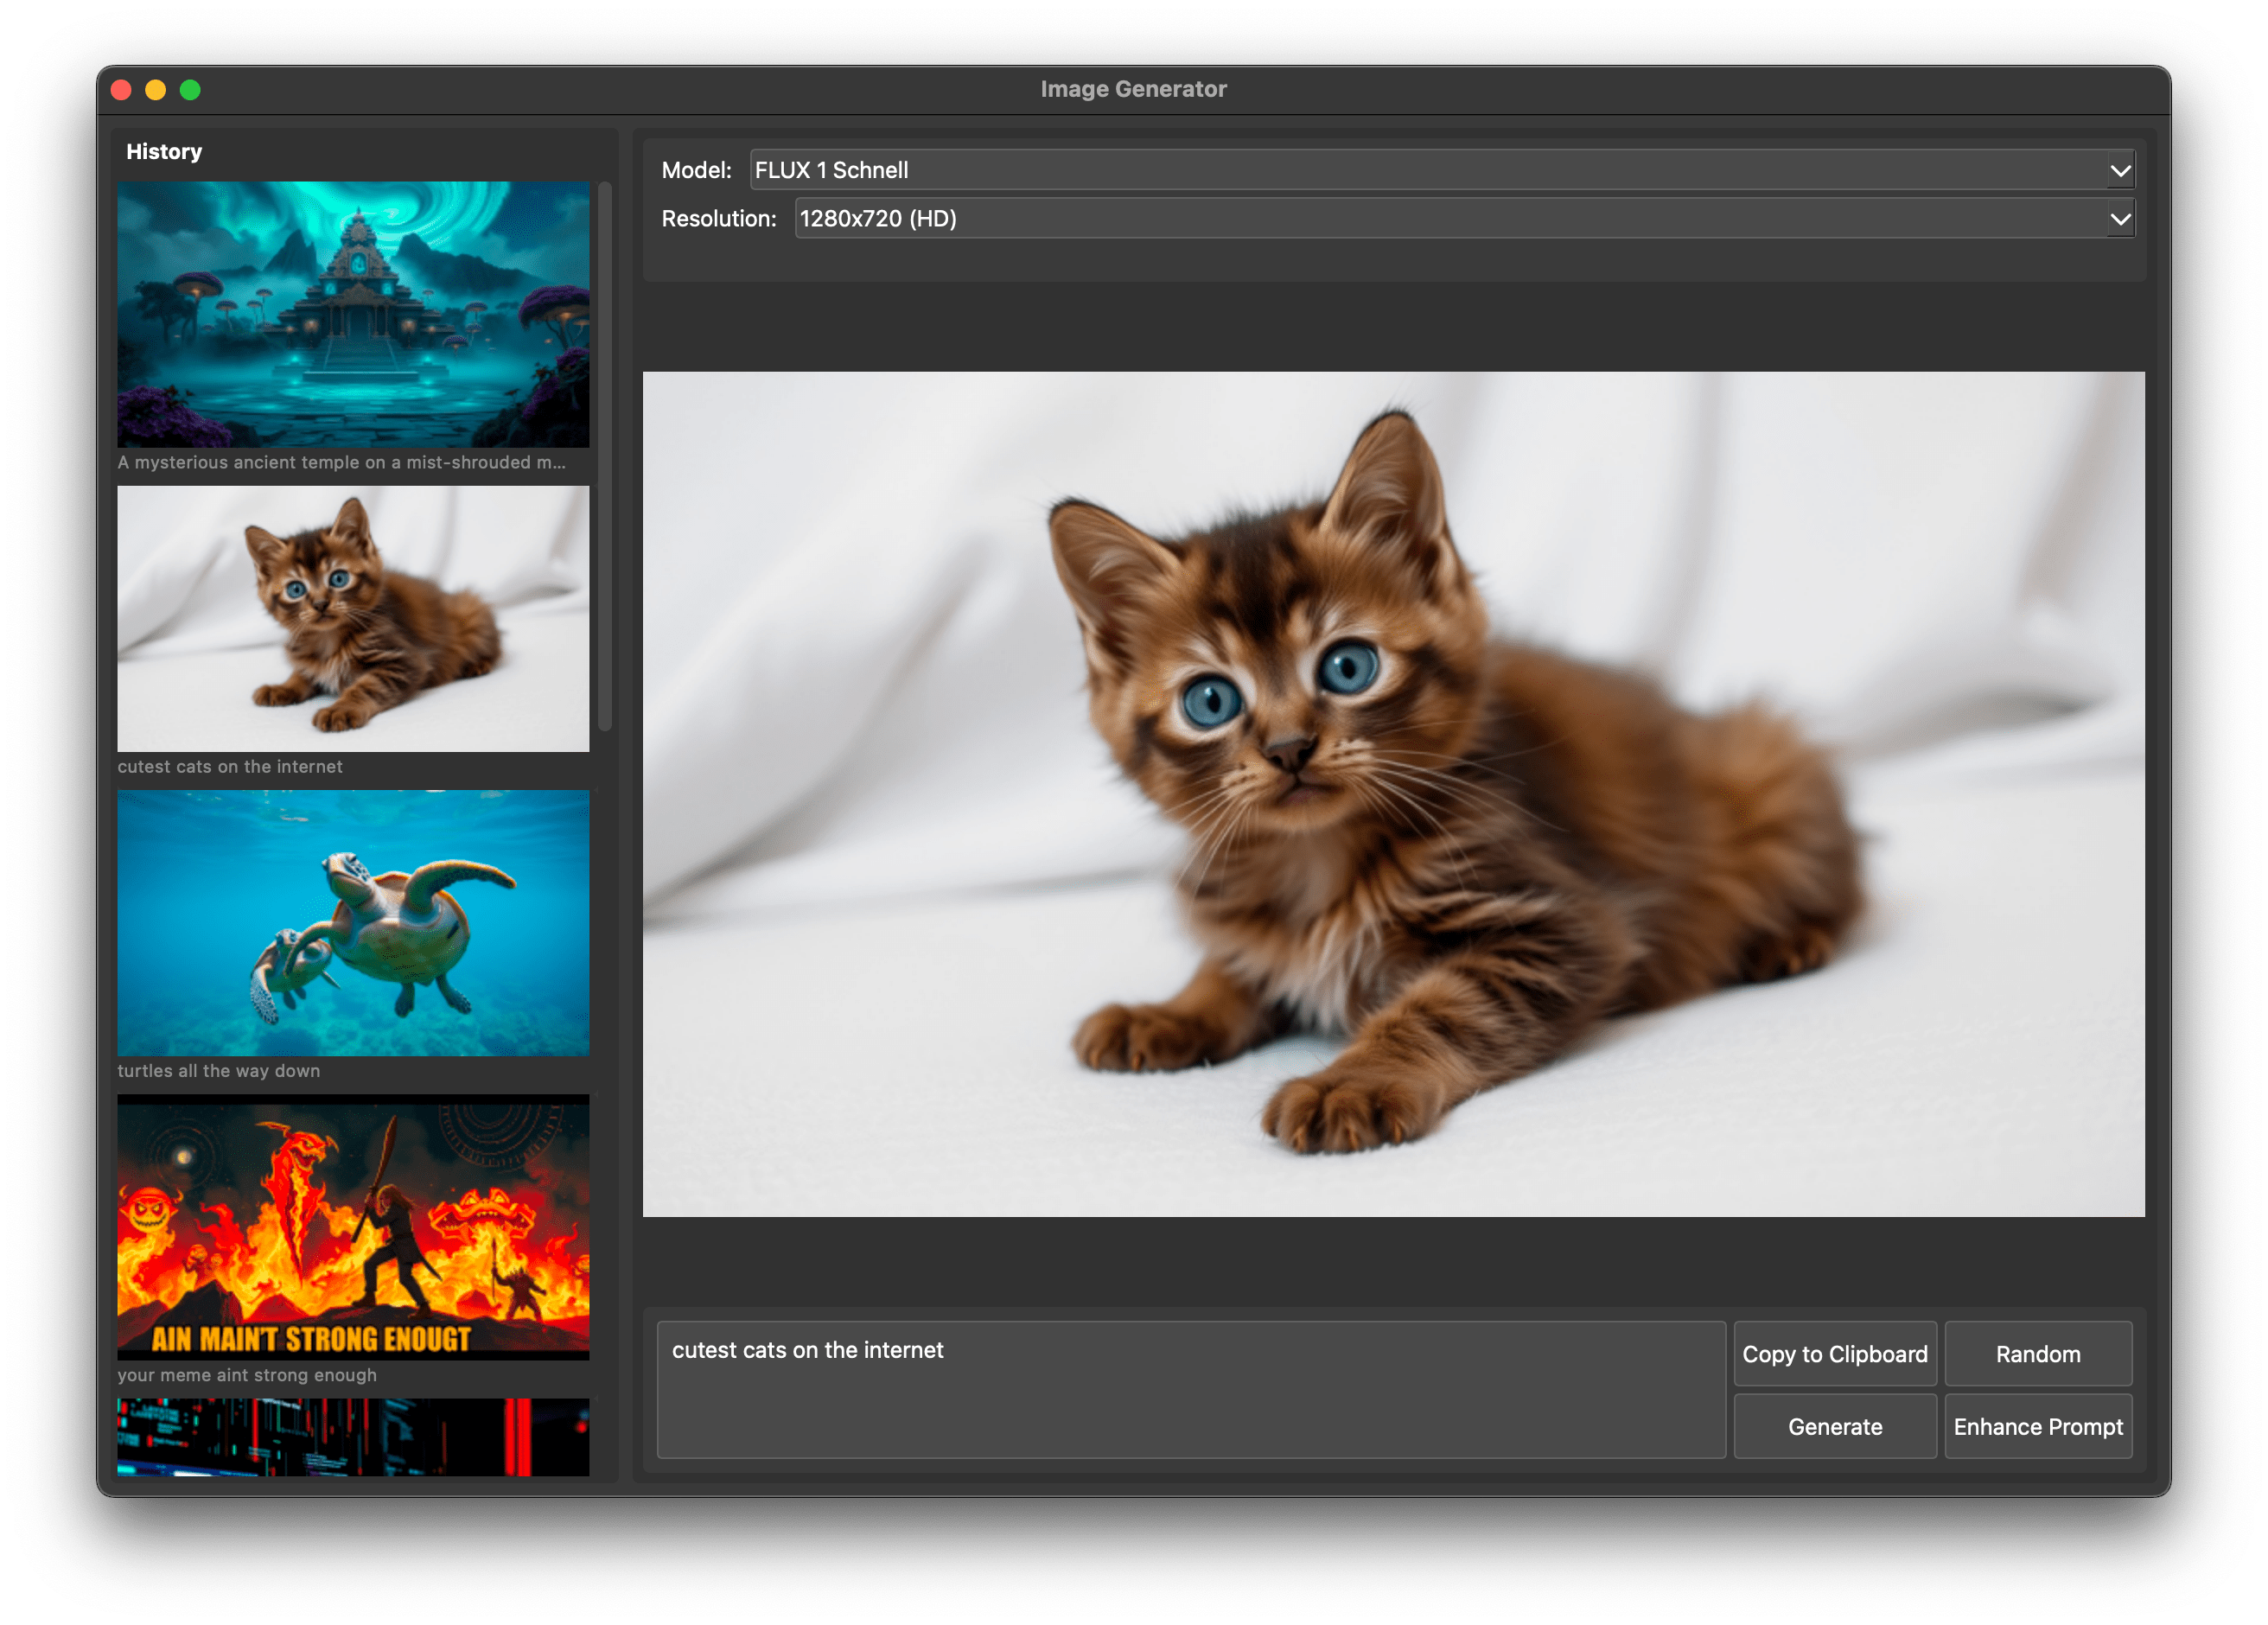 Image Generator
History
A mysterious ancient temple on a mist-shrouded m...
cutest cats on the internet
turtles all the way down
AIN MAIN'T STRONG ENOUGT
your meme aint strong enough
Model:
FLUX 1 Schnell
Resolution:
1280x720 (HD)
cutest cats on the internet
Copy to Clipboard
Random
Generate
Enhance Prompt